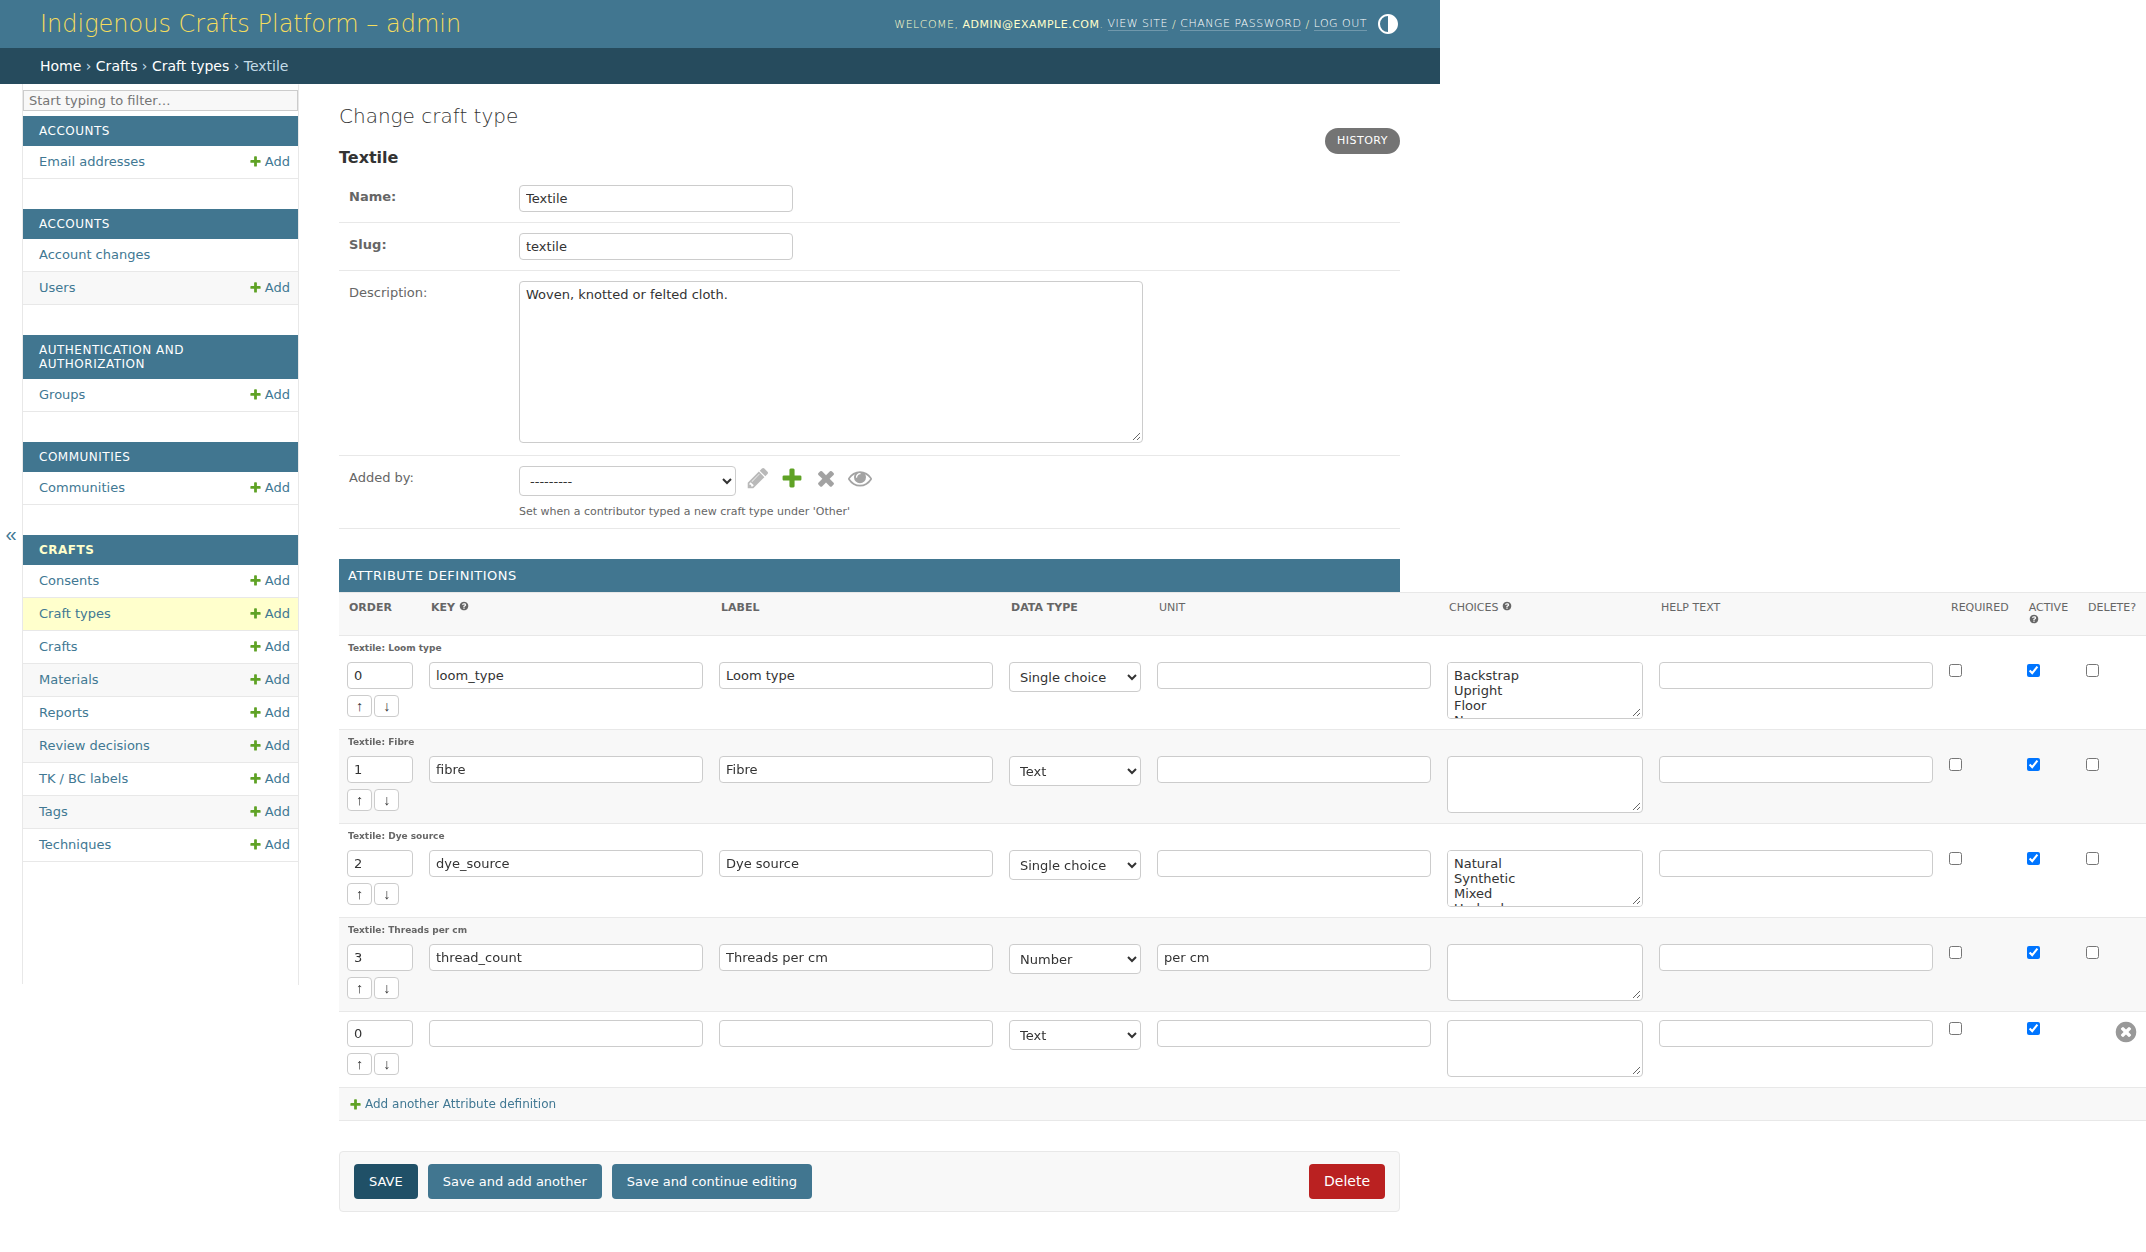 Indigenous Crafts Platform – admin
WELCOME, ADMIN@EXAMPLE.COM. VIEW SITE / CHANGE PASSWORD / LOG OUT
Home › Crafts › Craft types › Textile
Start typing to filter…
ACCOUNTS
Email addresses Add
ACCOUNTS
Account changes
Users Add
AUTHENTICATION AND
AUTHORIZATION
Groups Add
COMMUNITIES
Communities Add
«
CRAFTS
Consents Add
Craft types Add
Crafts Add
Materials Add
Reports Add
Review decisions Add
TK / BC labels Add
Tags Add
Techniques Add
Change craft type
HISTORY
Textile
Name: Textile
Slug: textile
Description: Woven, knotted or felted cloth.
Added by: ---------
Set when a contributor typed a new craft type under 'Other'
ATTRIBUTE DEFINITIONS
ORDER KEY ? LABEL DATA TYPE UNIT CHOICES ? HELP TEXT REQUIRED ACTIVE ? DELETE?
Textile: Loom type
0 loom_type Loom type Single choice Backstrap
Upright
Floor
↑ ↓
Textile: Fibre
1 fibre Fibre Text
↑ ↓
Textile: Dye source
2 dye_source Dye source Single choice Natural
Synthetic
Mixed
↑ ↓
Textile: Threads per cm
3 thread_count Threads per cm Number per cm
↑ ↓
0 Text
↑ ↓
Add another Attribute definition
SAVE Save and add another Save and continue editing Delete